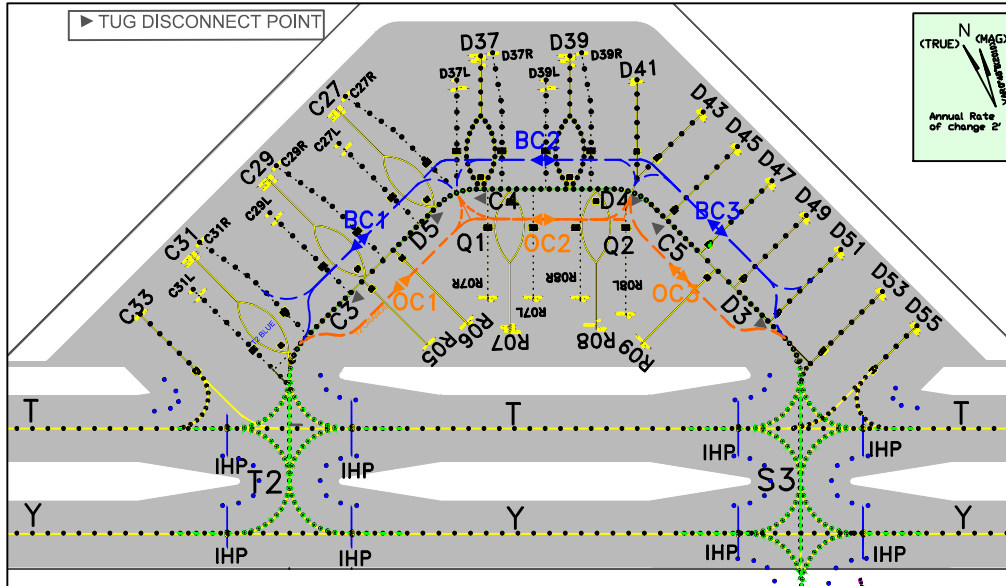 ► TUG DISCONNECT POINT
N
(TRUE) (MAG)
Annual Rate
of change 2'
D37
D37R
D37L
D39
D39R
D39L
D41
D43
D45
D47
D49
D51
D53
D55
C27
C27R
C27L
C29
C29R
C29L
C31
C31R
C31L
C33
BC1
BC2
BC3
OC1
OC2
OC3
C3
D5
C4
D4
C5
D3
Q1
Q2
T2 BLUE
R05
R06
R07
R07R
R07L
R08
R08R
R08L
R09
T
T
T
IHP
IHP
IHP
IHP
T2
S3
Y
Y
Y
IHP
IHP
IHP
IHP